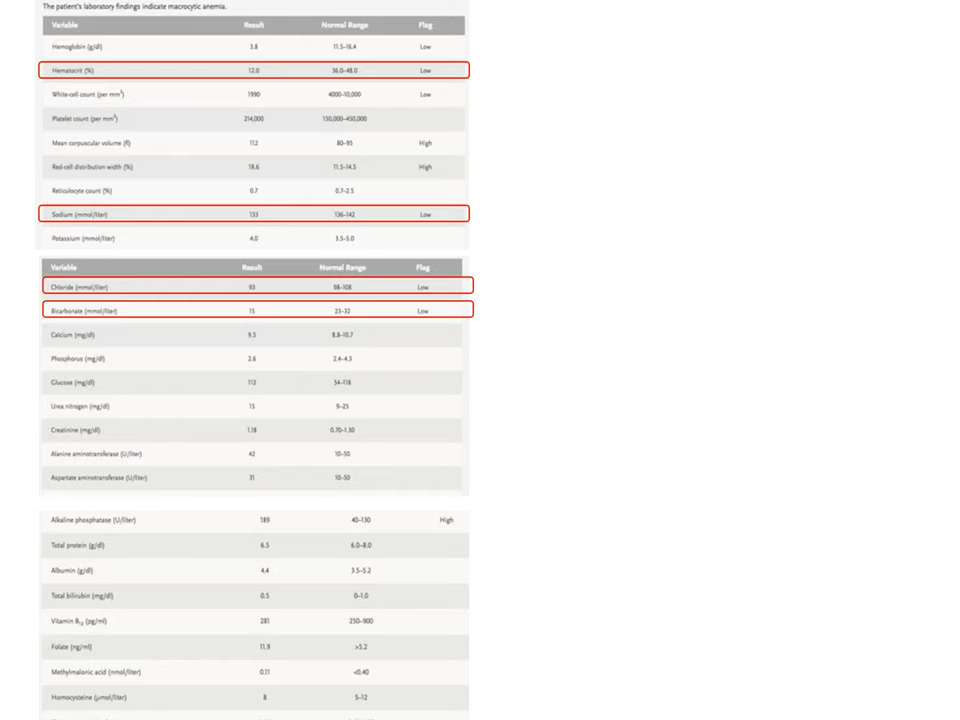 The patient's laboratory findings indicate macrocytic anemia.
Variable Result Normal Range Flag
Hemoglobin (g/dl) 3.8 11.5–16.4 Low
Hematocrit (%) 12.0 36.0–48.0 Low
White-cell count (per mm³) 1990 4000–10,000 Low
Platelet count (per mm³) 214,000 150,000–450,000
Mean corpuscular volume (fl) 112 80–95 High
Red-cell distribution width (%) 18.6 11.5–14.5 High
Reticulocyte count (%) 0.7 0.7–2.5
Sodium (mmol/liter) 133 136–142 Low
Potassium (mmol/liter) 4.0 3.5–5.0
Variable Result Normal Range Flag
Chloride (mmol/liter) 93 98–108 Low
Bicarbonate (mmol/liter) 15 23–32 Low
Calcium (mg/dl) 9.5 8.8–10.7
Phosphorus (mg/dl) 2.6 2.4–4.3
Glucose (mg/dl) 112 54–118
Urea nitrogen (mg/dl) 15 9–25
Creatinine (mg/dl) 1.18 0.70–1.30
Alanine aminotransferase (U/liter) 42 10–50
Aspartate aminotransferase (U/liter) 31 10–50
Alkaline phosphatase (U/liter) 189 40–130 High
Total protein (g/dl) 6.5 6.0–8.0
Albumin (g/dl) 4.4 3.5–5.2
Total bilirubin (mg/dl) 0.5 0–1.0
Vitamin B₁₂ (pg/ml) 281 250–900
Folate (ng/ml) 11.9 >5.2
Methylmalonic acid (nmol/liter) 0.11 <0.40
Homocysteine (μmol/liter) 8 5–12